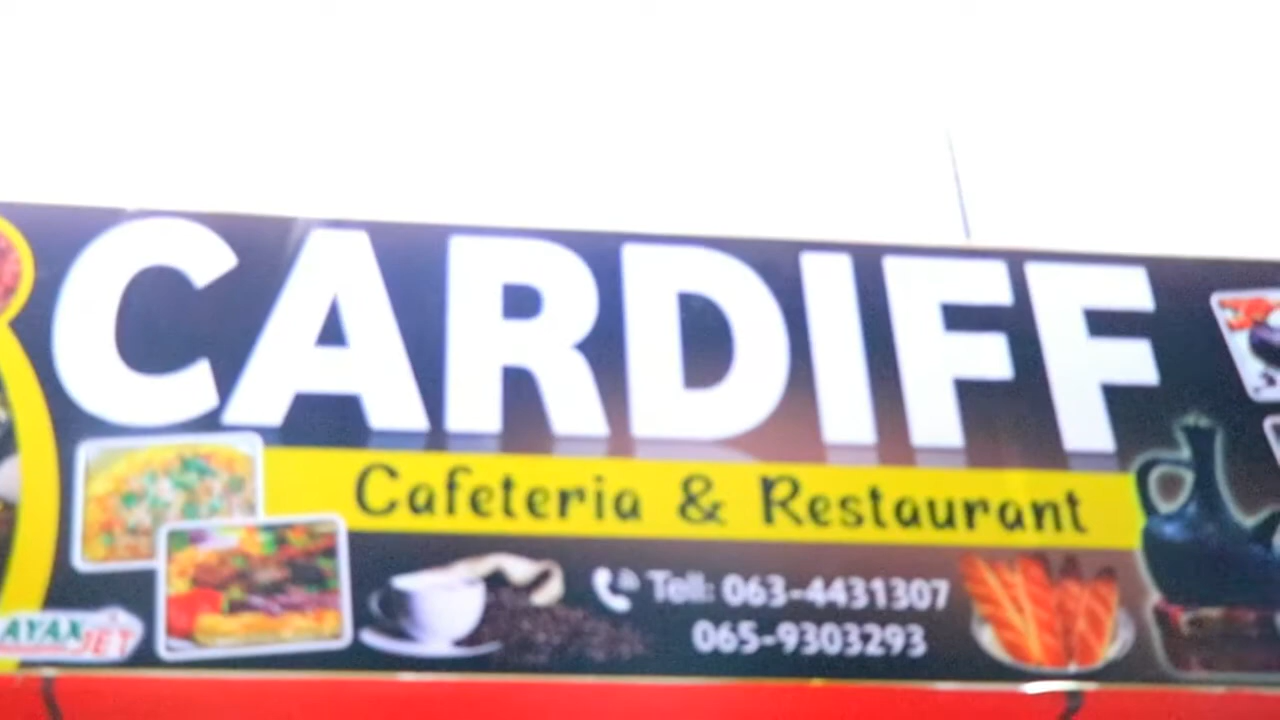 CARDIFF
Cafeteria & Restaurant
Tell: 063-4431307
065-9303293
AYAX JET